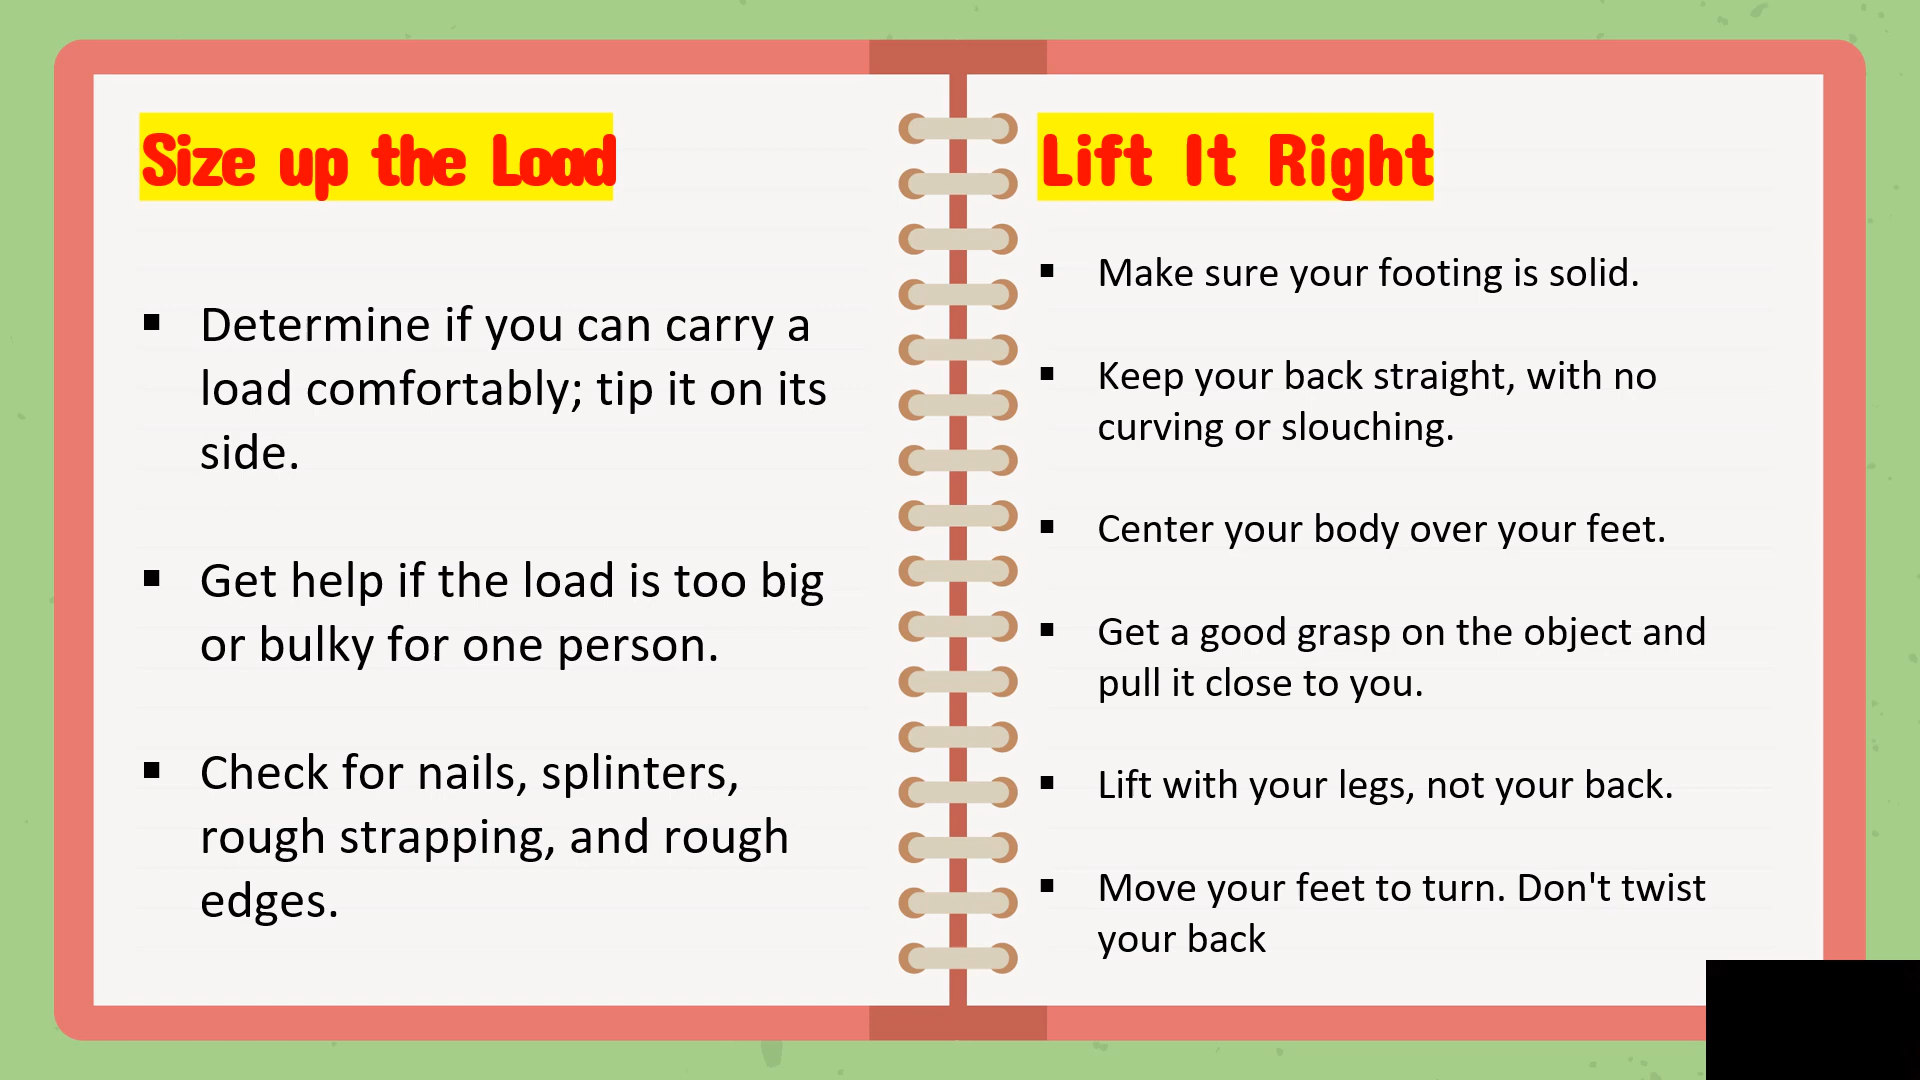 Size up the Load
▪ Determine if you can carry a
load comfortably; tip it on its
side.
▪ Get help if the load is too big
or bulky for one person.
▪ Check for nails, splinters,
rough strapping, and rough
edges.
Lift It Right
▪ Make sure your footing is solid.
▪ Keep your back straight, with no
curving or slouching.
▪ Center your body over your feet.
▪ Get a good grasp on the object and
pull it close to you.
▪ Lift with your legs, not your back.
▪ Move your feet to turn. Don't twist
your back